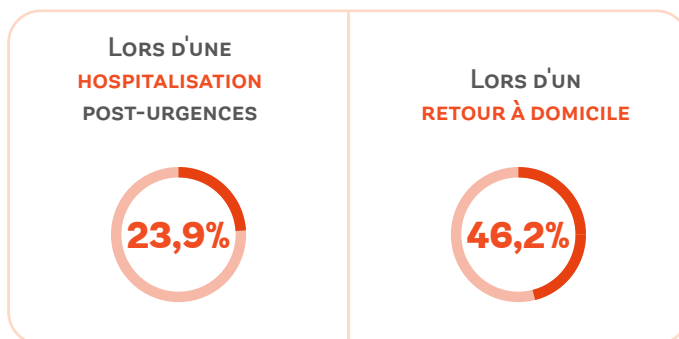 Lors d'une
hospitalisation
post-urgences
23,9%
Lors d'un
retour à domicile
46,2%